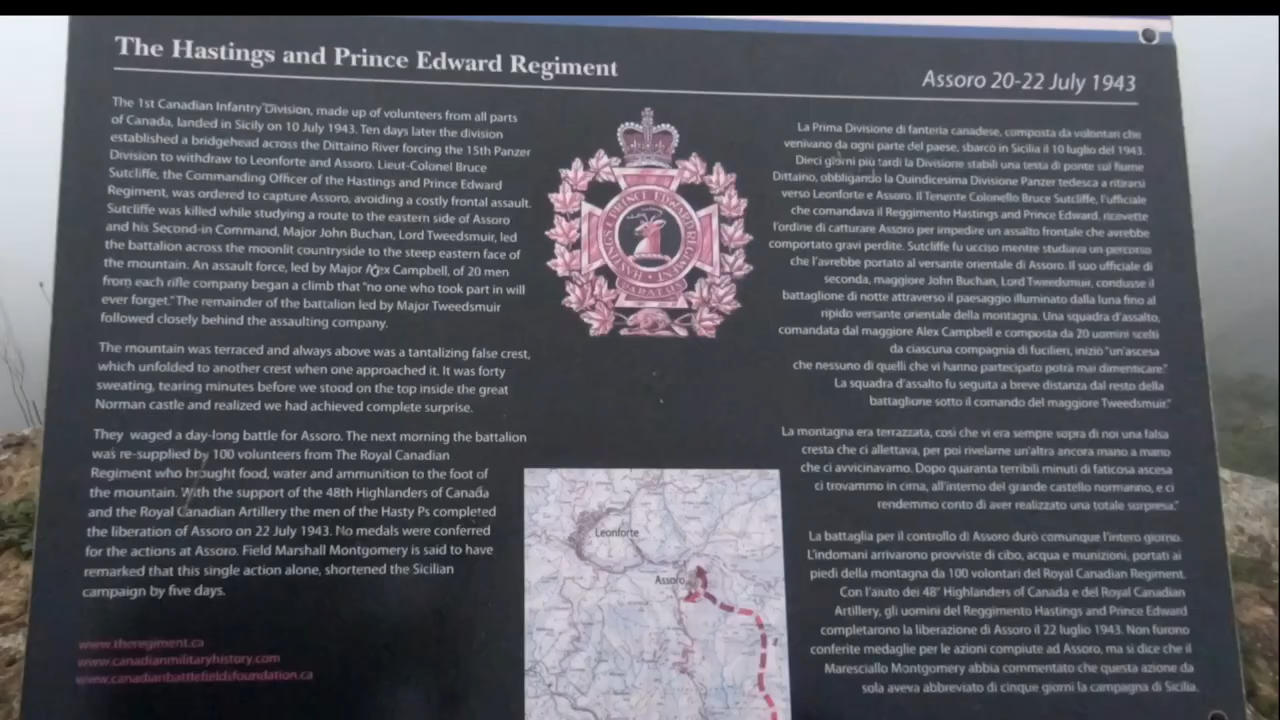 The Hastings and Prince Edward Regiment
Assoro 20-22 July 1943
The 1st Canadian Infantry Division, made up of volunteers from all parts
of Canada, landed in Sicily on 10 July 1943. Ten days later the division
established a bridgehead across the Dittaino River forcing the 15th Panzer
Division to withdraw to Leonforte and Assoro. Lieut-Colonel Bruce
Sutcliffe, the Commanding Officer of the Hastings and Prince Edward
Regiment, was ordered to capture Assoro, avoiding a costly frontal assault.
Sutcliffe was killed while studying a route to the eastern side of Assoro
and his Second-in Command, Major John Buchan, Lord Tweedsmuir, led
the battalion across the moonlit countryside to the steep eastern face of
the mountain. An assault force, led by Major Alex Campbell, of 20 men
from each rifle company began a climb that "no one who took part in will
ever forget." The remainder of the battalion led by Major Tweedsmuir
followed closely behind the assaulting company.
The mountain was terraced and always above was a tantalizing false crest,
which unfolded to another crest when one approached it. It was forty
sweating, tearing minutes before we stood on the top inside the great
Norman castle and realized we had achieved complete surprise.
They waged a day-long battle for Assoro. The next morning the battalion
was re-supplied by 100 volunteers from The Royal Canadian
Regiment who brought food, water and ammunition to the foot of
the mountain. With the support of the 48th Highlanders of Canada
and the Royal Canadian Artillery the men of the Hasty Ps completed
the liberation of Assoro on 22 July 1943. No medals were conferred
for the actions at Assoro. Field Marshall Montgomery is said to have
remarked that this single action alone, shortened the Sicilian
campaign by five days.
www.theregiment.ca
www.canadianmilitaryhistory.com
www.canadianbattlefieldsfoundation.ca
La Prima Divisione di fanteria canadese, composta da volontari che
venivano da ogni parte del paese, sbarcò in Sicilia il 10 luglio del 1943.
Dieci giorni più tardi la Divisione stabilì una testa di ponte sul fiume
Dittaino, obbligando la Quindicesima Divisione Panzer tedesca a ritirarsi
verso Leonforte e Assoro. Il Tenente Colonello Bruce Sutcliffe, l'ufficiale
che comandava il Reggimento Hastings and Prince Edward, ricevette
l'ordine di catturare Assoro per impedire un assalto frontale che avrebbe
comportato gravi perdite. Sutcliffe fu ucciso mentre studiava un percorso
che l'avrebbe portato al versante orientale di Assoro. Il suo ufficiale di
seconda, maggiore John Buchan, Lord Tweedsmuir, condusse il
battaglione di notte attraverso il paesaggio illuminato dalla luna fino al
ripido versante orientale della montagna. Una squadra d'assalto,
comandata dal maggiore Alex Campbell e composta da 20 uomini scelti
da ciascuna compagnia di fucilieri, iniziò "un'ascesa
che nessuno di quelli che vi hanno partecipato potrà mai dimenticare."
La squadra d'assalto fu seguita a breve distanza dal resto della
battaglione sotto il comando del maggiore Tweedsmuir."
La montagna era terrazzata, così che vi era sempre sopra di noi una falsa
cresta che ci allettava, per poi rivelarne un'altra ancora mano a mano
che ci avvicinavamo. Dopo quaranta terribili minuti di faticosa ascesa
ci trovammo in cima, all'interno del grande castello normanno, e ci
rendemmo conto di aver realizzato una totale sorpresa."
La battaglia per il controllo di Assoro durò comunque l'intero giorno.
L'indomani arrivarono provviste di cibo, acqua e munizioni, portati ai
piedi della montagna da 100 volontari del Royal Canadian Regiment.
Con l'aiuto dei 48° Highlanders of Canada e del Royal Canadian
Artillery, gli uomini del Reggimento Hastings and Prince Edward
completarono la liberazione di Assoro il 22 luglio 1943. Non furono
conferite medaglie per le azioni compiute ad Assoro, ma si dice che il
Maresciallo Montgomery abbia commentato che questa azione da
sola aveva abbreviato di cinque giorni la campagna di Sicilia.
Leonforte
Assoro